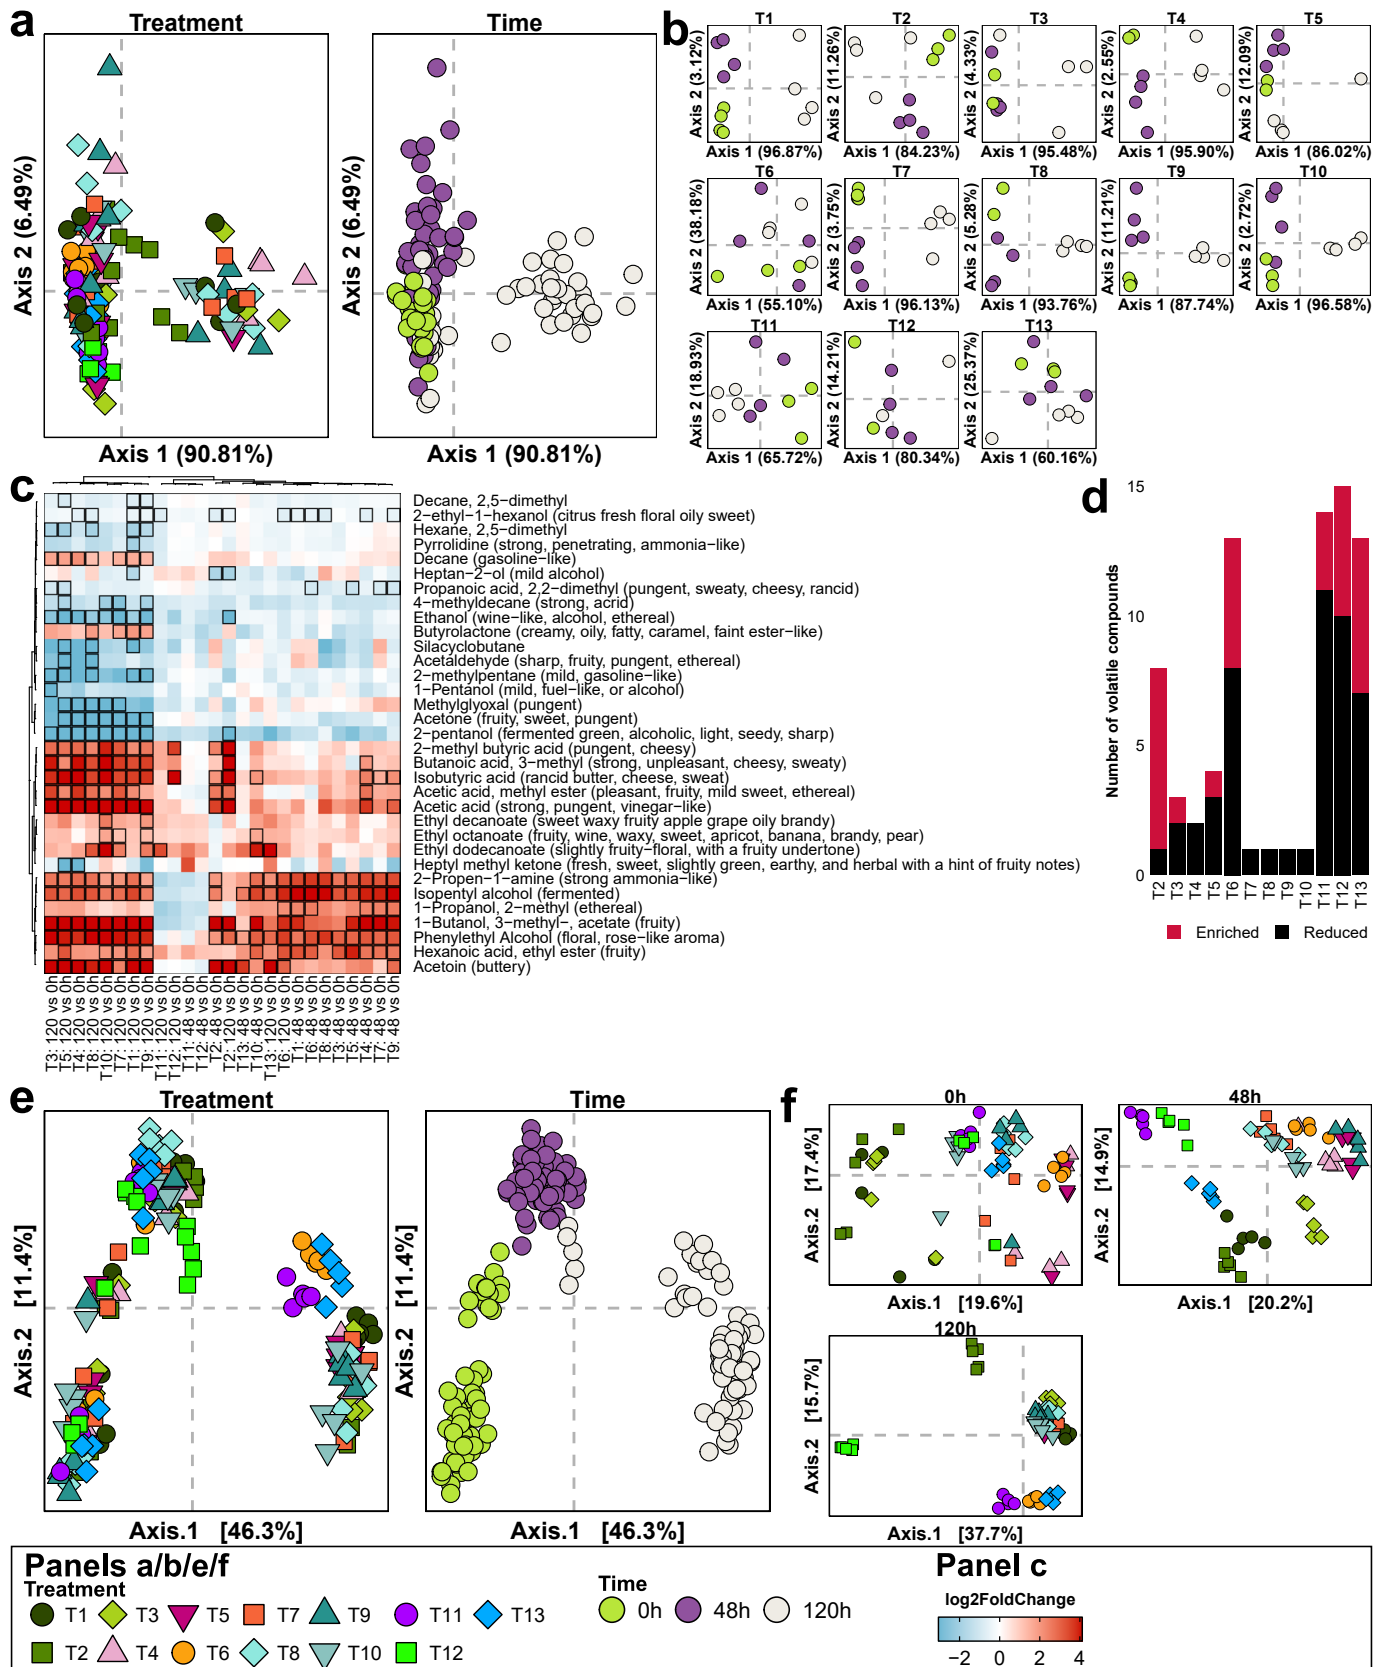 a
Treatment
Time
Axis 2 (6.49%)
Axis 2 (6.49%)
Axis 1 (90.81%)
Axis 1 (90.81%)
b
T1
T2
T3
T4
T5
Axis 2 (3.12%)
Axis 2 (11.26%)
Axis 2 (4.33%)
Axis 2 (2.55%)
Axis 2 (12.09%)
Axis 1 (96.87%)
Axis 1 (84.23%)
Axis 1 (95.48%)
Axis 1 (95.90%)
Axis 1 (86.02%)
T6
T7
T8
T9
T10
Axis 2 (38.18%)
Axis 2 (3.75%)
Axis 2 (5.28%)
Axis 2 (11.21%)
Axis 2 (2.72%)
Axis 1 (55.10%)
Axis 1 (96.13%)
Axis 1 (93.76%)
Axis 1 (87.74%)
Axis 1 (96.58%)
T11
T12
T13
Axis 2 (18.93%)
Axis 2 (14.21%)
Axis 2 (25.37%)
Axis 1 (65.72%)
Axis 1 (80.34%)
Axis 1 (60.16%)
c
Decane, 2,5−dimethyl
2−ethyl−1−hexanol (citrus fresh floral oily sweet)
Hexane, 2,5−dimethyl
Pyrrolidine (strong, penetrating, ammonia−like)
Decane (gasoline−like)
Heptan−2−ol (mild alcohol)
Propanoic acid, 2,2−dimethyl (pungent, sweaty, cheesy, rancid)
4−methyldecane (strong, acrid)
Ethanol (wine−like, alcohol, ethereal)
Butyrolactone (creamy, oily, fatty, caramel, faint ester−like)
Silacyclobutane
Acetaldehyde (sharp, fruity, pungent, ethereal)
2−methylpentane (mild, gasoline−like)
1−Pentanol (mild, fuel−like, or alcohol)
Methylglyoxal (pungent)
Acetone (fruity, sweet, pungent)
2−pentanol (fermented green, alcoholic, light, seedy, sharp)
2−methyl butyric acid (pungent, cheesy)
Butanoic acid, 3−methyl (strong, unpleasant, cheesy, sweaty)
Isobutyric acid (rancid butter, cheese, sweat)
Acetic acid, methyl ester (pleasant, fruity, mild sweet, ethereal)
Acetic acid (strong, pungent, vinegar−like)
Ethyl decanoate (sweet waxy fruity apple grape oily brandy)
Ethyl octanoate (fruity, wine, waxy, sweet, apricot, banana, brandy, pear)
Ethyl dodecanoate (slightly fruity−floral, with a fruity undertone)
Heptyl methyl ketone (fresh, sweet, slightly green, earthy, and herbal with a hint of fruity notes)
2−Propen−1−amine (strong ammonia−like)
Isopentyl alcohol (fermented)
1−Propanol, 2−methyl (ethereal)
1−Butanol, 3−methyl−, acetate (fruity)
Phenylethyl Alcohol (floral, rose−like aroma)
Hexanoic acid, ethyl ester (fruity)
Acetoin (buttery)
T3: 120 vs 0h
T5: 120 vs 0h
T4: 120 vs 0h
T8: 120 vs 0h
T10: 120 vs 0h
T7: 120 vs 0h
T1: 120 vs 0h
T9: 120 vs 0h
T11: 120 vs 0h
T12: 120 vs 0h
T11: 48 vs 0h
T12: 48 vs 0h
T2: 48 vs 0h
T2: 120 vs 0h
T13: 48 vs 0h
T10: 48 vs 0h
T13: 120 vs 0h
T6: 120 vs 0h
T1: 48 vs 0h
T6: 48 vs 0h
T8: 48 vs 0h
T3: 48 vs 0h
T5: 48 vs 0h
T4: 48 vs 0h
T7: 48 vs 0h
T9: 48 vs 0h
d
Number of volatile compounds
15
10
5
0
T2
T3
T4
T5
T6
T7
T8
T9
T10
T11
T12
T13
Enriched
Reduced
e
Treatment
Time
Axis.2 [11.4%]
Axis.2 [11.4%]
Axis.1 [46.3%]
Axis.1 [46.3%]
f
0h
48h
Axis.2 [17.4%]
Axis.2 [14.9%]
Axis.1 [19.6%]
Axis.1 [20.2%]
120h
Axis.2 [15.7%]
Axis.1 [37.7%]
Panels a/b/e/f
Treatment
T1
T3
T5
T7
T9
T11
T13
T2
T4
T6
T8
T10
T12
Time
0h
48h
120h
Panel c
log2FoldChange
−2
0
2
4